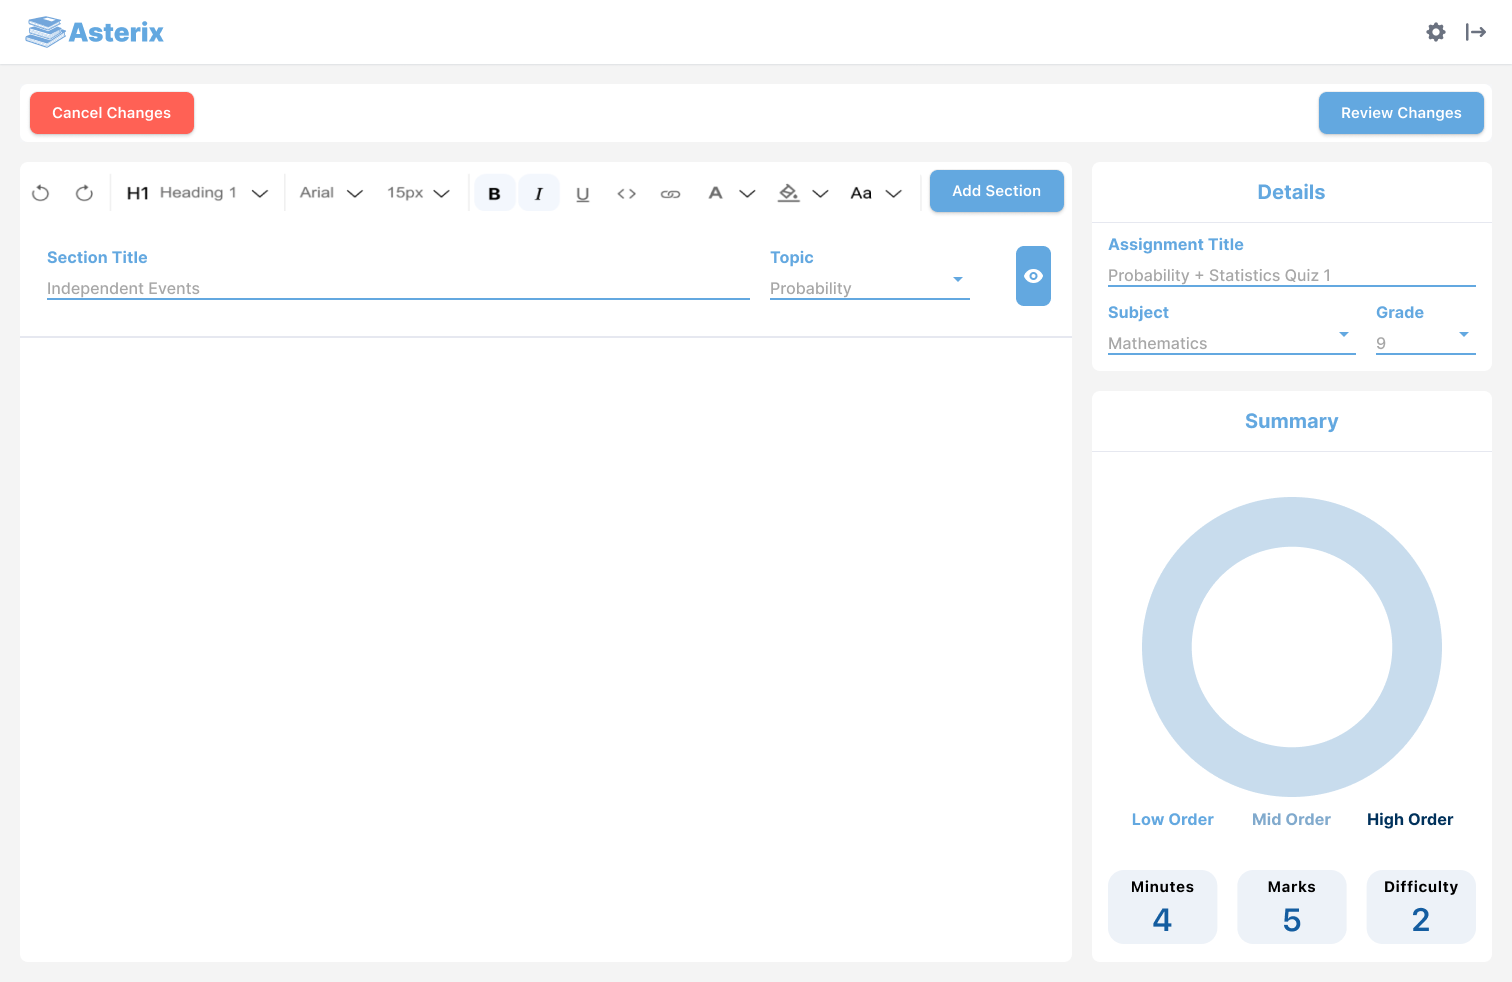 Asterix
Cancel Changes
Review Changes
H1 Heading 1 Arial 15px B I U <> A Aa Add Section
Section Title
Independent Events
Topic
Probability
Details
Assignment Title
Probability + Statistics Quiz 1
Subject
Mathematics
Grade
9
Summary
Low Order Mid Order High Order
Minutes
4
Marks
5
Difficulty
2